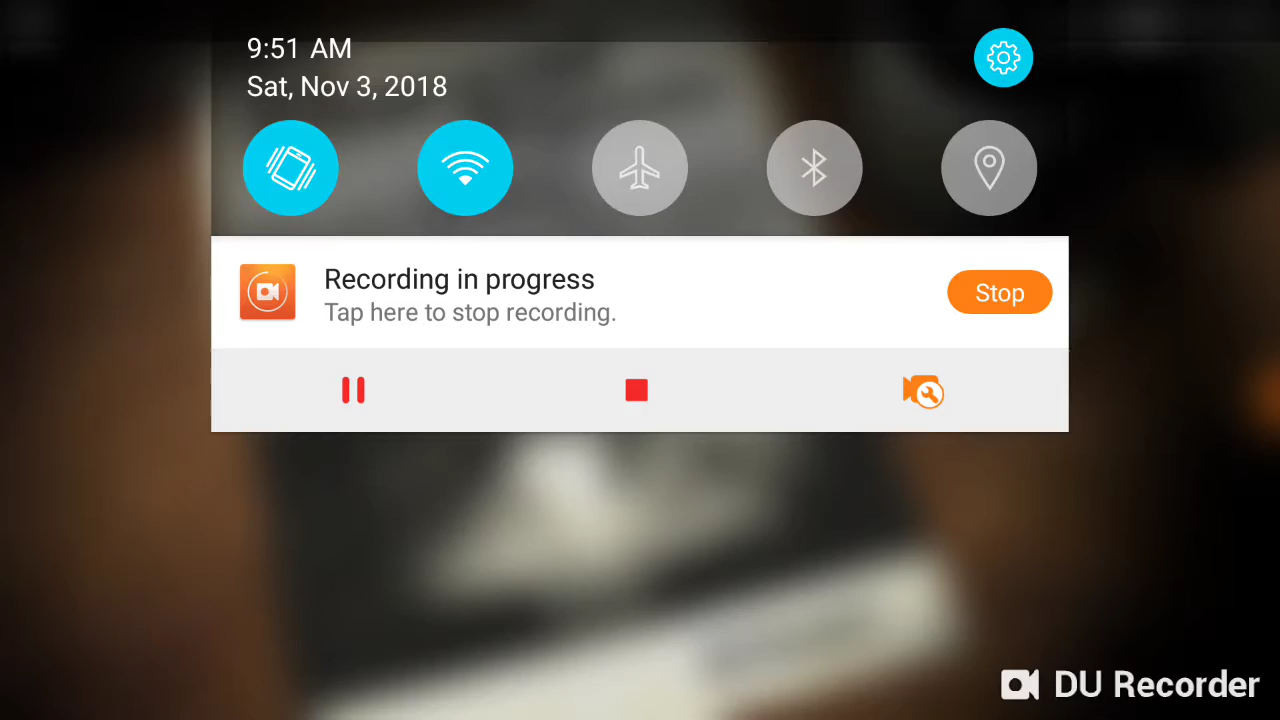 9:51 AM
Sat, Nov 3, 2018
Recording in progress
Tap here to stop recording.
Stop
DU Recorder